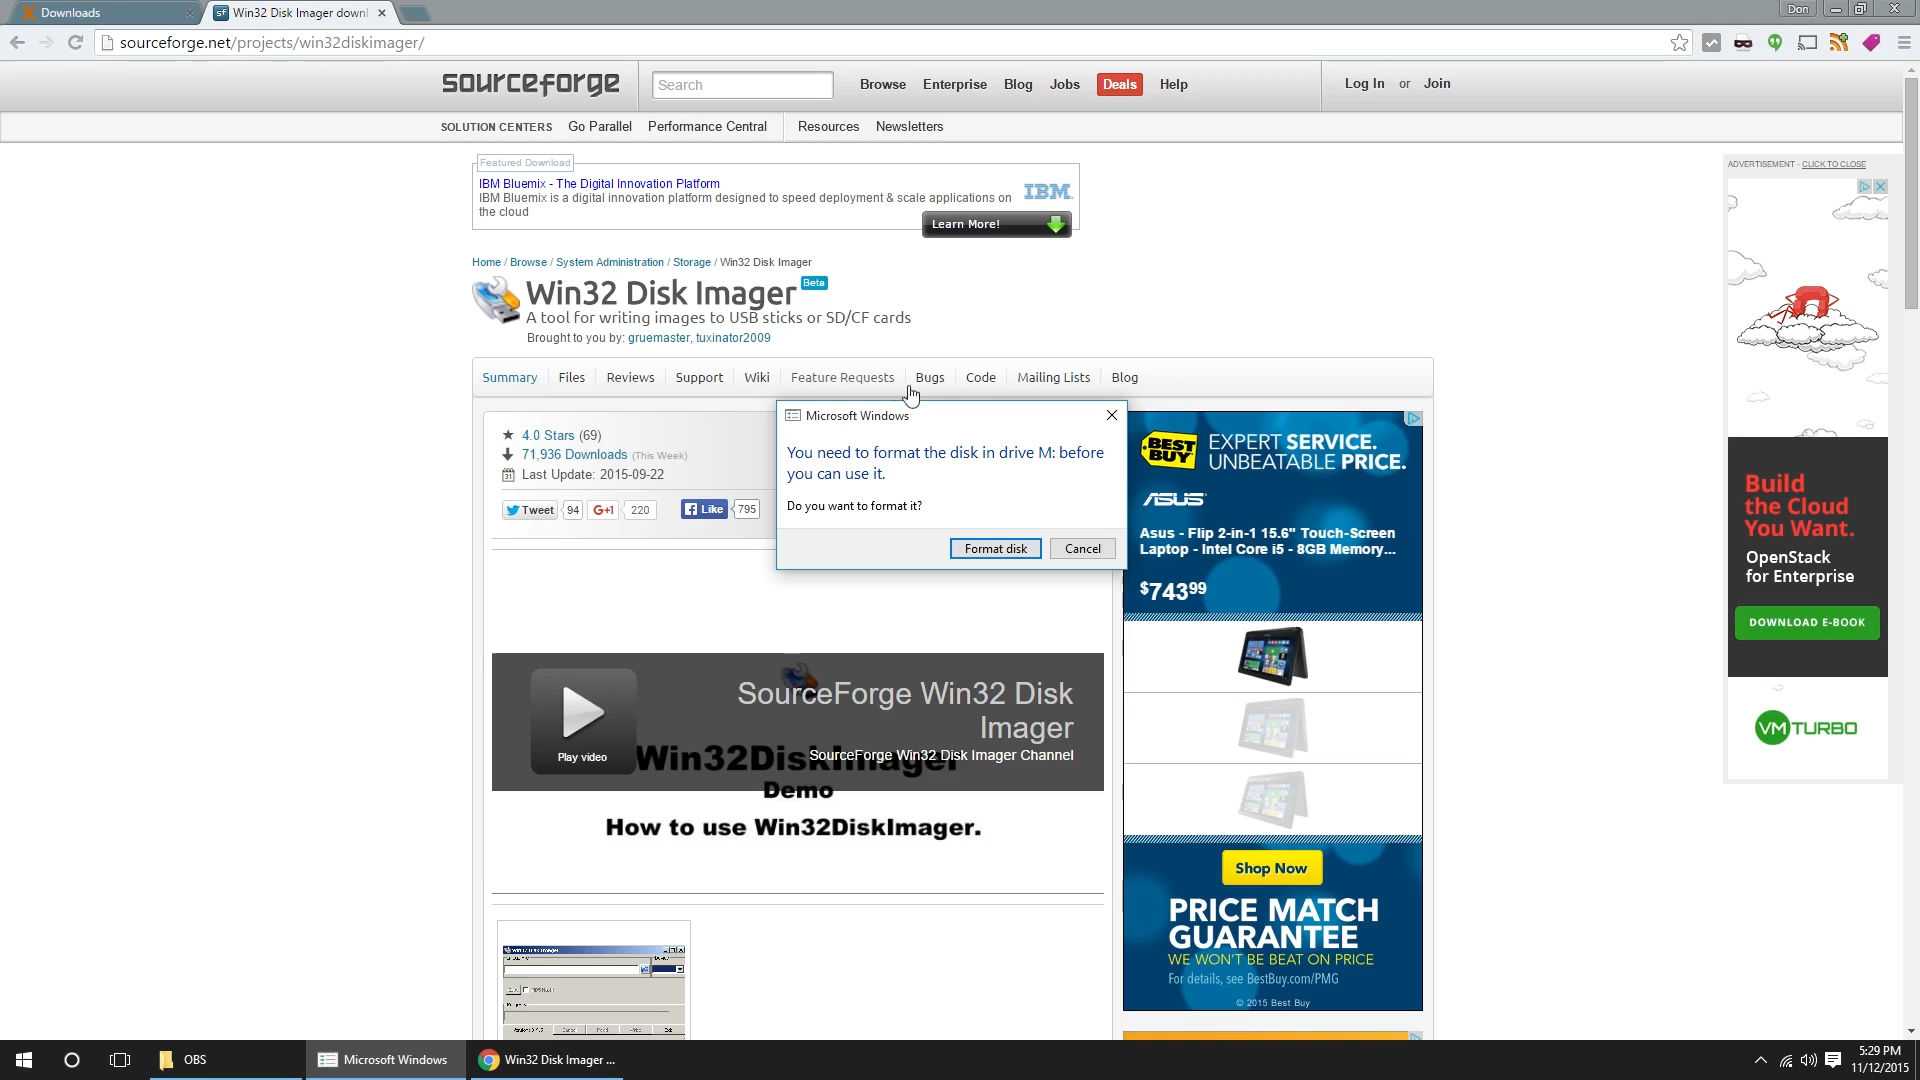 Downloads
Win32 Disk Imager downl
Don
sourceforge.net/projects/win32diskimager/
sourceforge
Search
Browse
Enterprise
Blog
Jobs
Deals
Help
Log In or Join
SOLUTION CENTERS
Go Parallel
Performance Central
Resources
Newsletters
Featured Download
IBM Bluemix - The Digital Innovation Platform
IBM Bluemix is a digital innovation platform designed to speed deployment & scale applications on
the cloud
IBM.
Learn More!
ADVERTISEMENT - CLICK TO CLOSE
Home / Browse / System Administration / Storage / Win32 Disk Imager
Win32 Disk Imager Beta
A tool for writing images to USB sticks or SD/CF cards
Brought to you by: gruemaster, tuxinator2009
Summary
Files
Reviews
Support
Wiki
Feature Requests
Bugs
Code
Mailing Lists
Blog
4.0 Stars (69)
71,936 Downloads (This Week)
31
Last Update: 2015-09-22
Tweet
94
G+1
220
Like
795
Microsoft Windows
You need to format the disk in drive M: before
you can use it.
Do you want to format it?
Format disk
Cancel
SourceForge Win32 Disk
Imager
SourceForge Win32 Disk Imager Channel
Play video
Win32DiskImager
Demo
How to use Win32DiskImager.
BEST
BUY
EXPERT SERVICE.
UNBEATABLE PRICE.
ASUS
Asus - Flip 2-in-1 15.6" Touch-Screen
Laptop - Intel Core i5 - 8GB Memory...
$74399
Shop Now
PRICE MATCH
GUARANTEE
WE WON'T BE BEAT ON PRICE
For details, see BestBuy.com/PMG
© 2015 Best Buy
Build
the Cloud
You Want.
OpenStack
for Enterprise
DOWNLOAD E-BOOK
VMTURBO
OBS
Microsoft Windows
Win32 Disk Imager ...
5:29 PM
11/12/2015